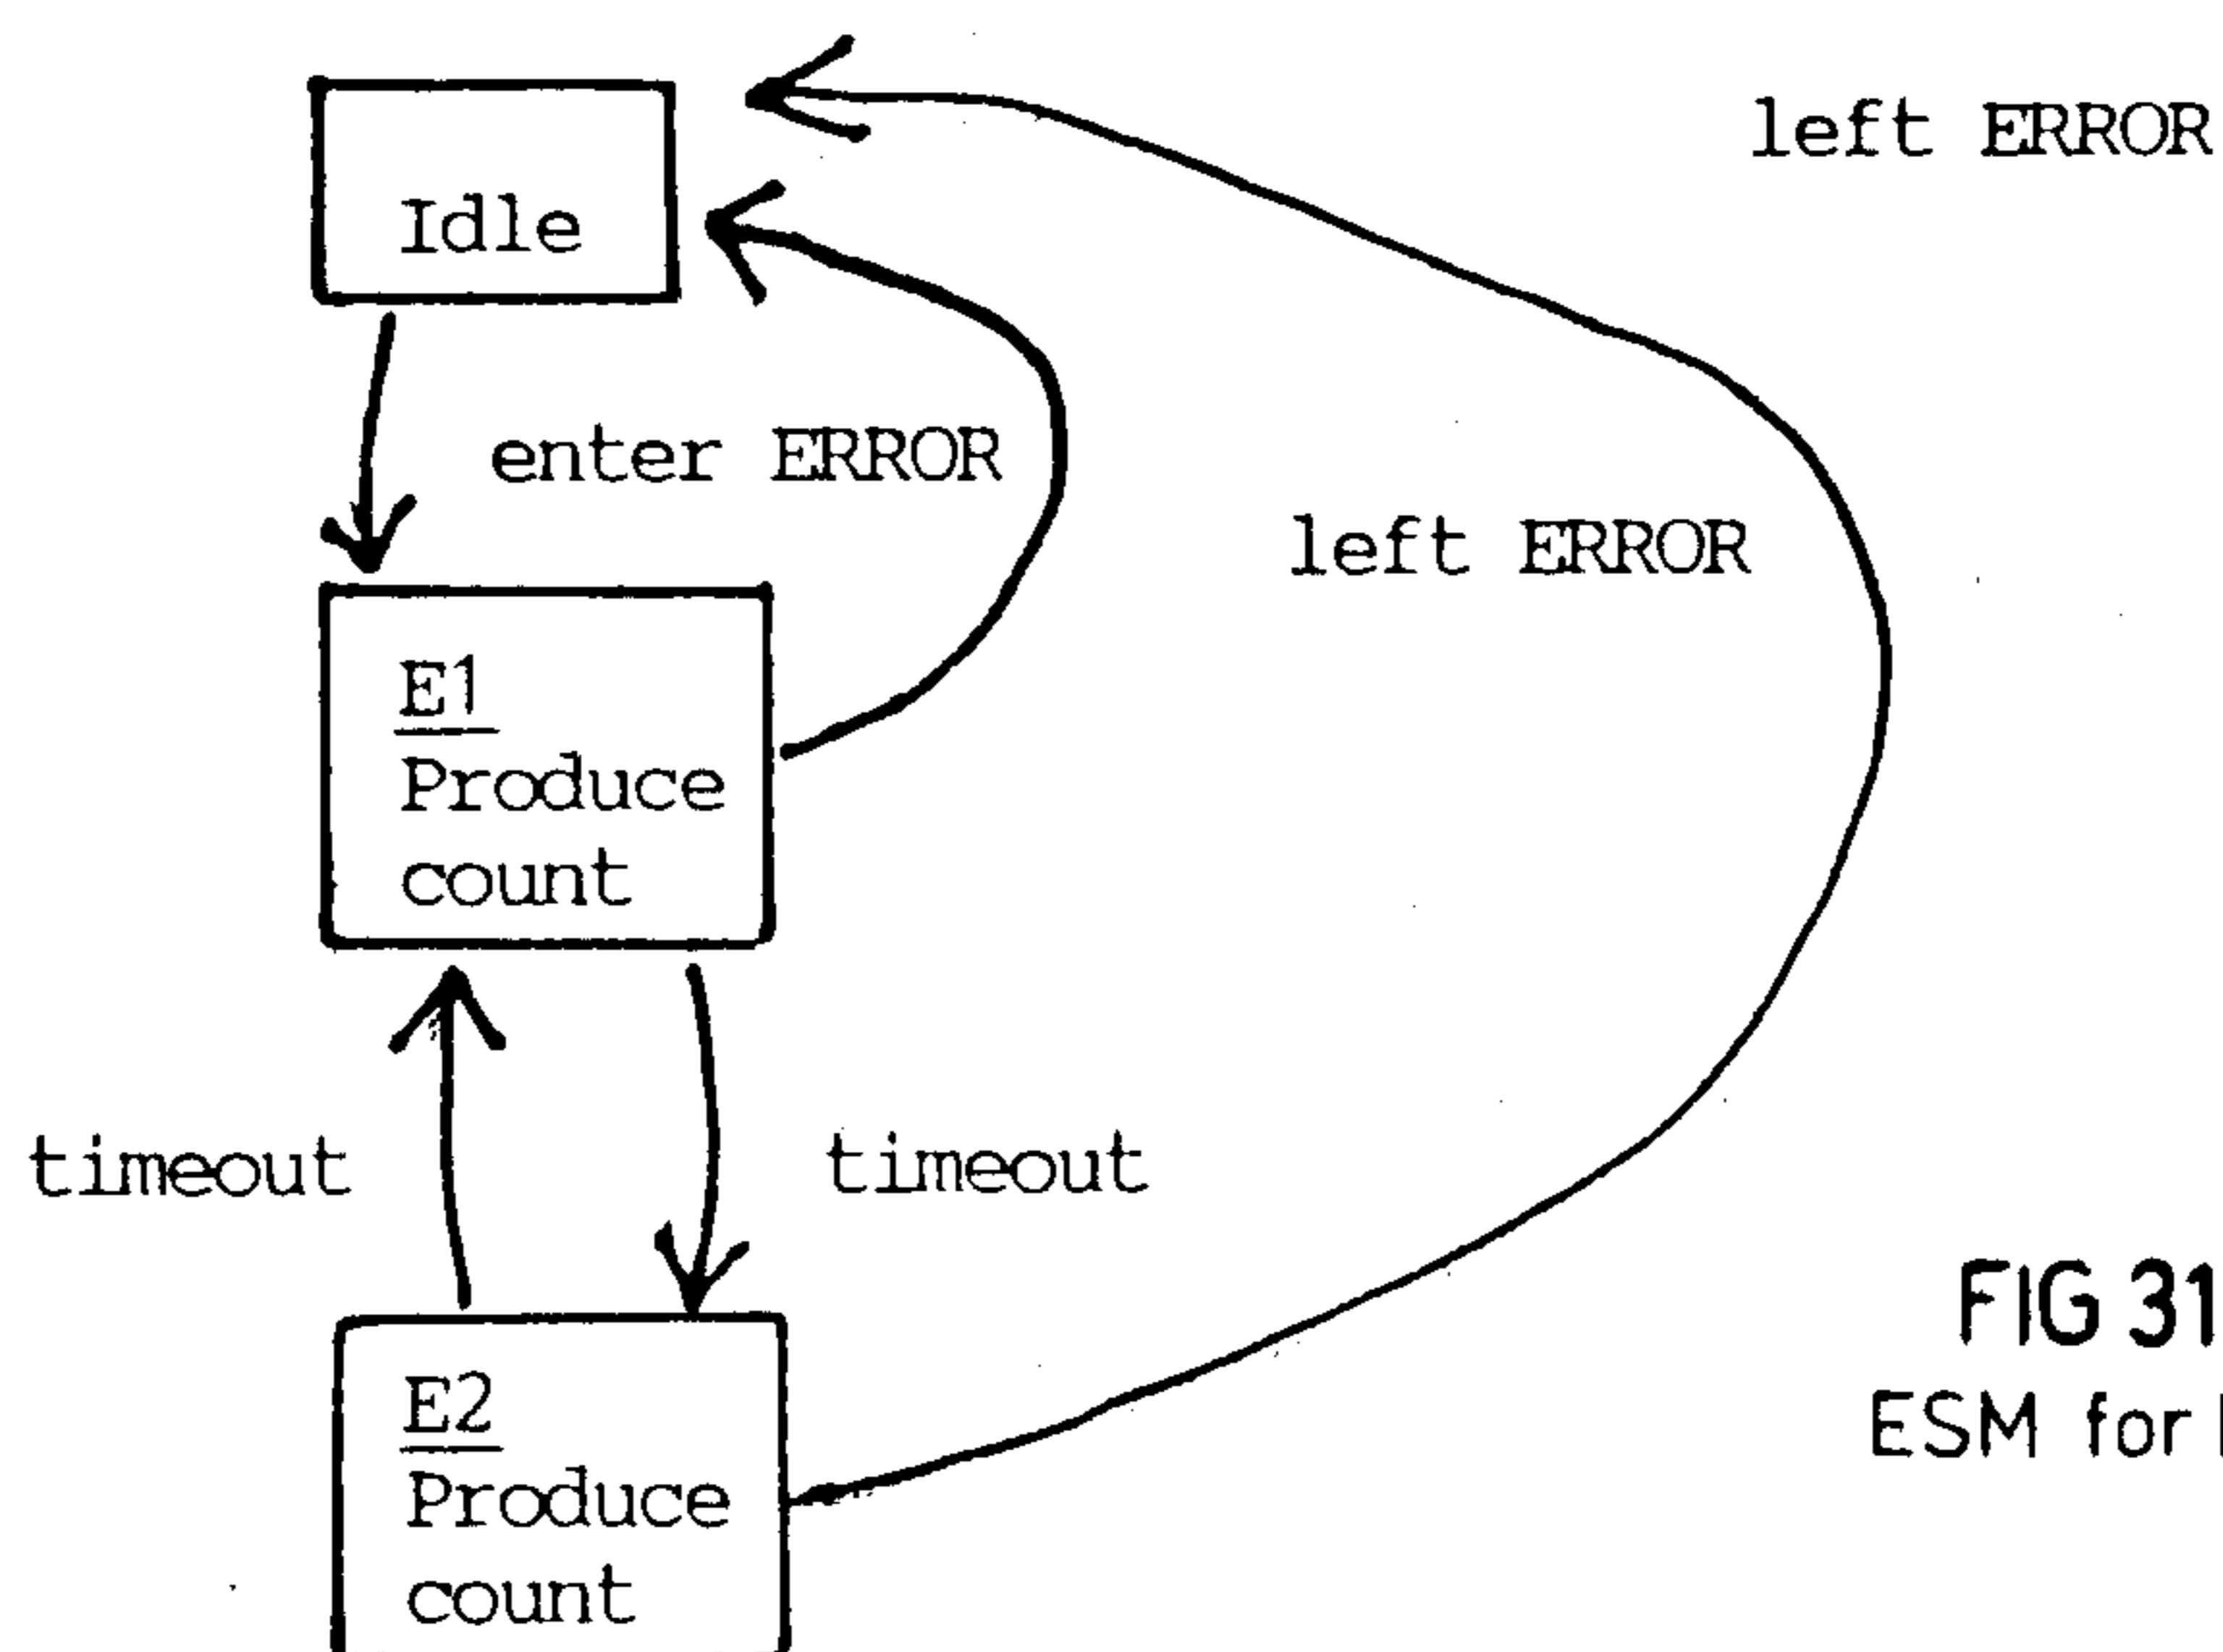 left ERROR
Idle
enter ERROR
left ERROR
E1
Produce
count
timeout
timeout
FIG 31
ESM for
E2
Produce
count